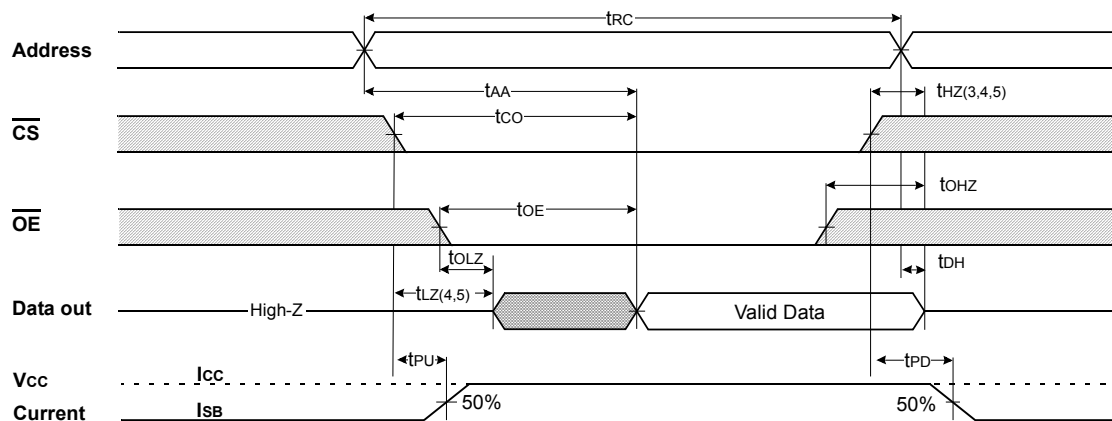 tRC
Address
tAA
tHZ(3,4,5)
CS
tCO
tOHZ
OE
tOE
tOLZ
tDH
tLZ(4,5)
Data out
High-Z
Valid Data
tPU
tPD
VCC
ICC
50%
50%
Current
ISB